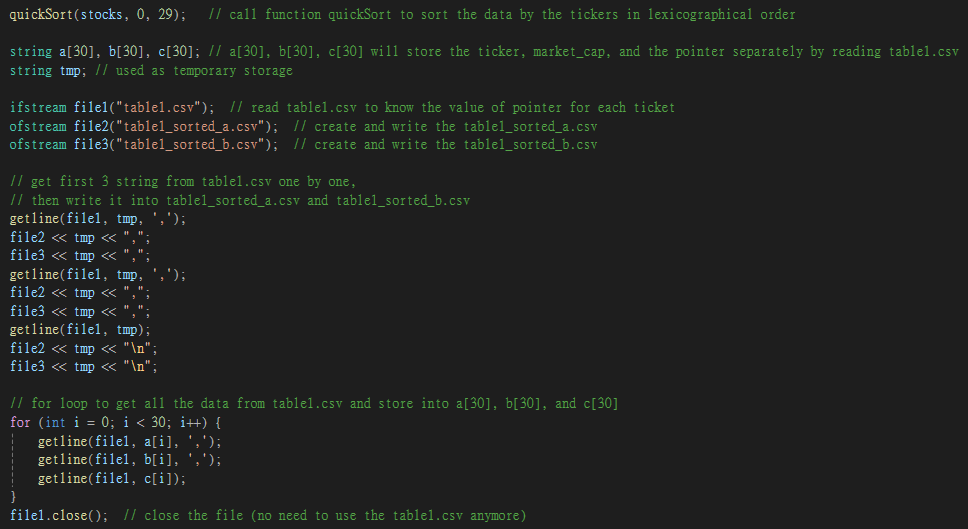 quickSort(stocks, 0, 29);   // call function quickSort to sort the data by the tickers in lexicographical order
string a[30], b[30], c[30]; // a[30], b[30], c[30] will store the ticker, market_cap, and the pointer separately by reading table1.csv
string tmp; // used as temporary storage
ifstream file1("table1.csv");  // read table1.csv to know the value of pointer for each ticket
ofstream file2("table1_sorted_a.csv");  // create and write the table1_sorted_a.csv
ofstream file3("table1_sorted_b.csv");  // create and write the table1_sorted_b.csv
// get first 3 string from table1.csv one by one,
// then write it into table1_sorted_a.csv and table1_sorted_b.csv
getline(file1, tmp, ',');
file2 << tmp << ",";
file3 << tmp << ",";
getline(file1, tmp, ',');
file2 << tmp << ",";
file3 << tmp << ",";
getline(file1, tmp);
file2 << tmp << "\n";
file3 << tmp << "\n";
// for loop to get all the data from table1.csv and store into a[30], b[30], and c[30]
for (int i = 0; i < 30; i++) {
    getline(file1, a[i], ',');
    getline(file1, b[i], ',');
    getline(file1, c[i]);
}
file1.close();  // close the file (no need to use the table1.csv anymore)